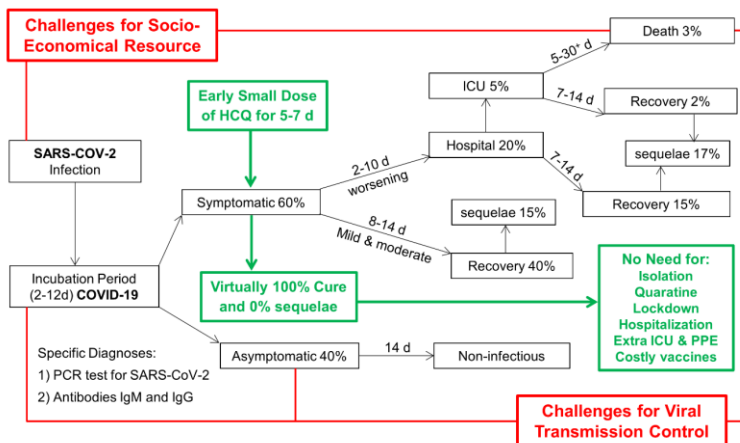 Challenges for Socio-
Economical Resource
Death 3%
5-30+ d
ICU 5%
7-14 d
Early Small Dose
of HCQ for 5-7 d
Recovery 2%
SARS-COV-2
Infection
Hospital 20%
2-10 d
worsening
7-14 d
sequelae 17%
Symptomatic 60%
Recovery 15%
sequelae 15%
8-14 d
Mild & moderate
Recovery 40%
Incubation Period
(2-12d) COVID-19
Virtually 100% Cure
and 0% sequelae
No Need for:
Isolation
Quaratine
Lockdown
Hospitalization
Extra ICU & PPE
Costly vaccines
Specific Diagnoses:
1) PCR test for SARS-CoV-2
2) Antibodies IgM and IgG
Asymptomatic 40%
14 d
Non-infectious
Challenges for Viral
Transmission Control